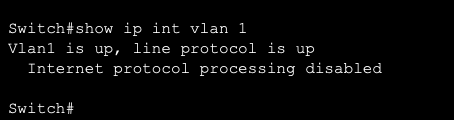 Switch#show ip int vlan 1
Vlan1 is up, line protocol is up
  Internet protocol processing disabled
Switch#